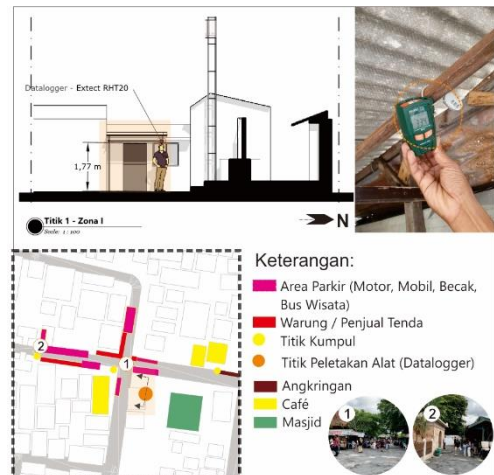 Datalogger - Extect RHT20
1,77 m
Titik 1 - Zona I
Scale 1 : 100
N
Keterangan:
Area Parkir (Motor, Mobil, Becak,
Bus Wisata)
Warung / Penjual Tenda
Titik Kumpul
Titik Peletakan Alat (Datalogger)
Angkringan
Café
Masjid
2
1
1
2